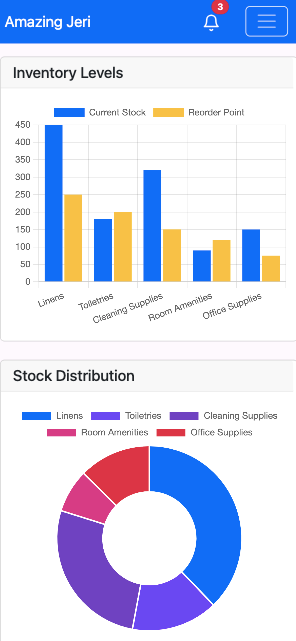 Amazing Jeri
3
Inventory Levels
Current Stock Reorder Point
450
400
350
300
250
200
150
100
50
0
Linens Toiletries Cleaning Supplies Room Amenities Office Supplies
Stock Distribution
Linens Toiletries Cleaning Supplies
Room Amenities Office Supplies